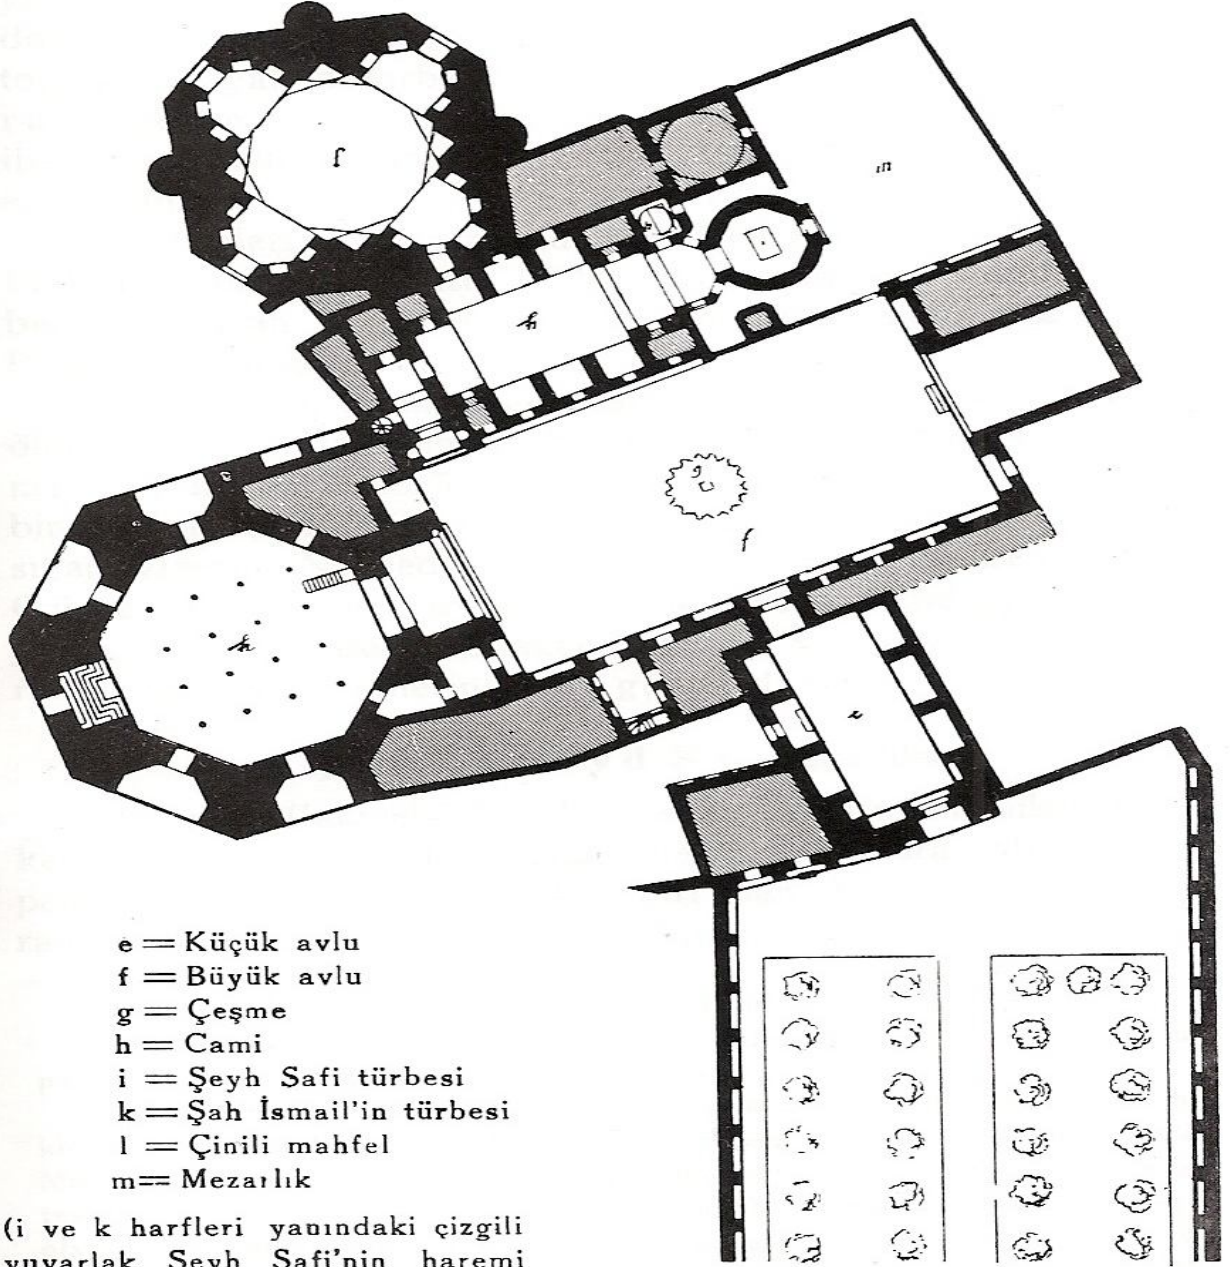 l
m
h
g
f
h
e
e = Küçük avlu
f = Büyük avlu
g = Çeşme
h = Cami
i = Şeyh Safi türbesi
k = Şah İsmail'in türbesi
l = Çinili mahfel
m== Mezarlık
(i ve k harfleri yanındaki çizgili
yuvarlak Şeyh Safi'nin haremi